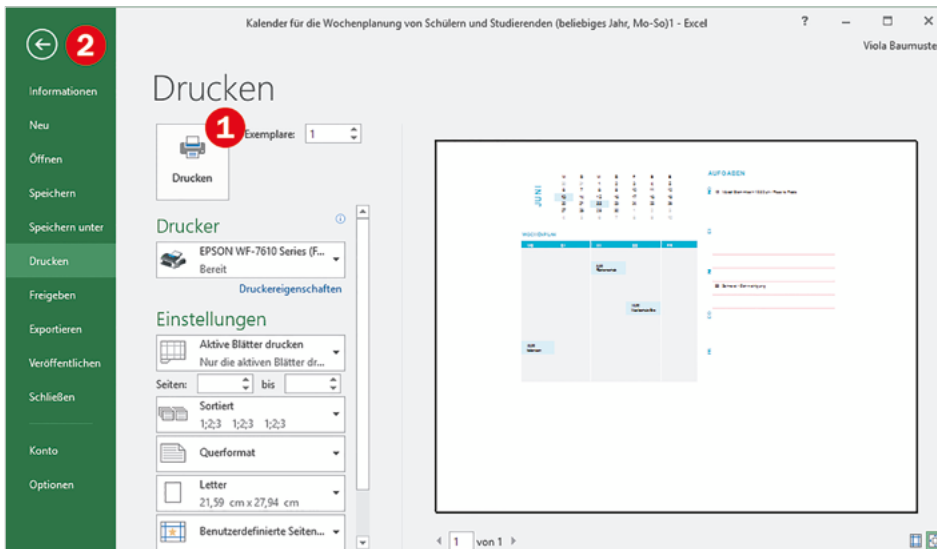 Kalender für die Wochenplanung von Schülern und Studierenden (beliebiges Jahr, Mo-So)1 - Excel
?
Viola Baumuste
2
Informationen
Neu
Öffnen
Speichern
Speichern unter
Drucken
Freigeben
Exportieren
Veröffentlichen
Schließen
Konto
Optionen
Drucken
1
Exemplare: 1
Drucken
Drucker
EPSON WF-7610 Series (F...
Bereit
Druckereigenschaften
Einstellungen
Aktive Blätter drucken
Nur die aktiven Blätter dr...
Seiten: bis
Sortiert
1;2;3 1;2;3 1;2;3
Querformat
Letter
21,59 cm x 27,94 cm
Benutzerdefinierte Seiten...
JUNI
AUFGABEN
WOCHENPLAN
1 von 1